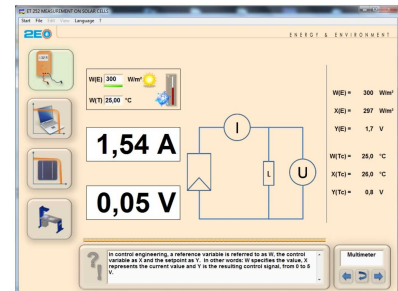 ET 252 MEASUREMENT ON SOLAR CELLS
Start File Edit View Language ?
2E
ENERGY & ENVIRONMENT
W(E) 300 W/m²
W(T) 25,00 °C
1,54 A
0,05 V
I
L
U
W(E) = 300 W/m²
X(E) = 297 W/m²
Y(E) = 1,7 V
W(Tc) = 25,0 °C
X(Tc) = 26,0 °C
Y(Tc) = 0,8 V
In control engineering, a reference variable is referred to as W, the control
variable as X and the setpoint as Y. In other words: W specifies the value, X
represents the current value and Y is the resulting control signal, from 0 to 5
V.
Multimeter